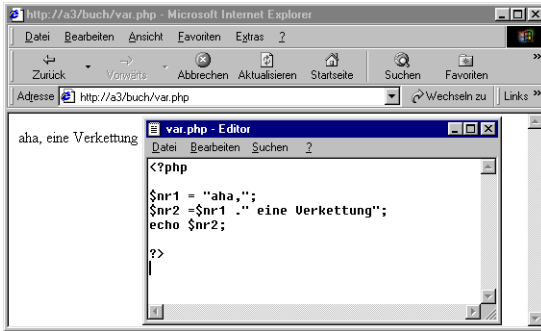 http://a3/buch/var.php - Microsoft Internet Explorer
Datei Bearbeiten Ansicht Favoriten Extras ?
Zurück Vorwärts Abbrechen Aktualisieren Startseite Suchen Favoriten »
Adresse http://a3/buch/var.php Wechseln zu Links »
aha, eine Verkettung
var.php - Editor
Datei Bearbeiten Suchen ?
<?php
$nr1 = "aha,";
$nr2 =$nr1 ." eine Verkettung";
echo $nr2;
?>